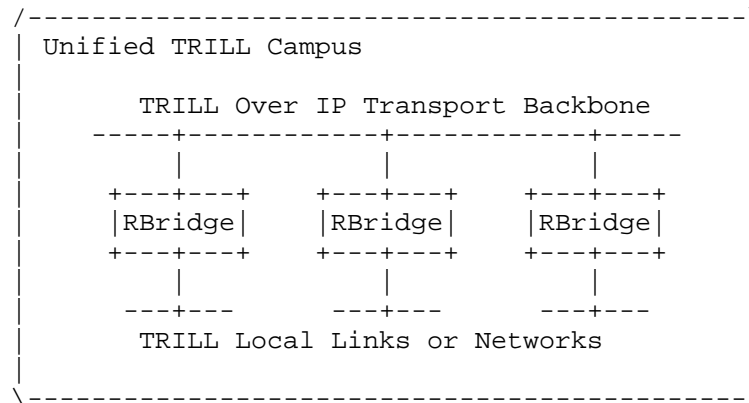 Unified TRILL Campus
TRILL Over IP Transport Backbone
|RBridge| |RBridge| |RBridge|
TRILL Local Links or Networks